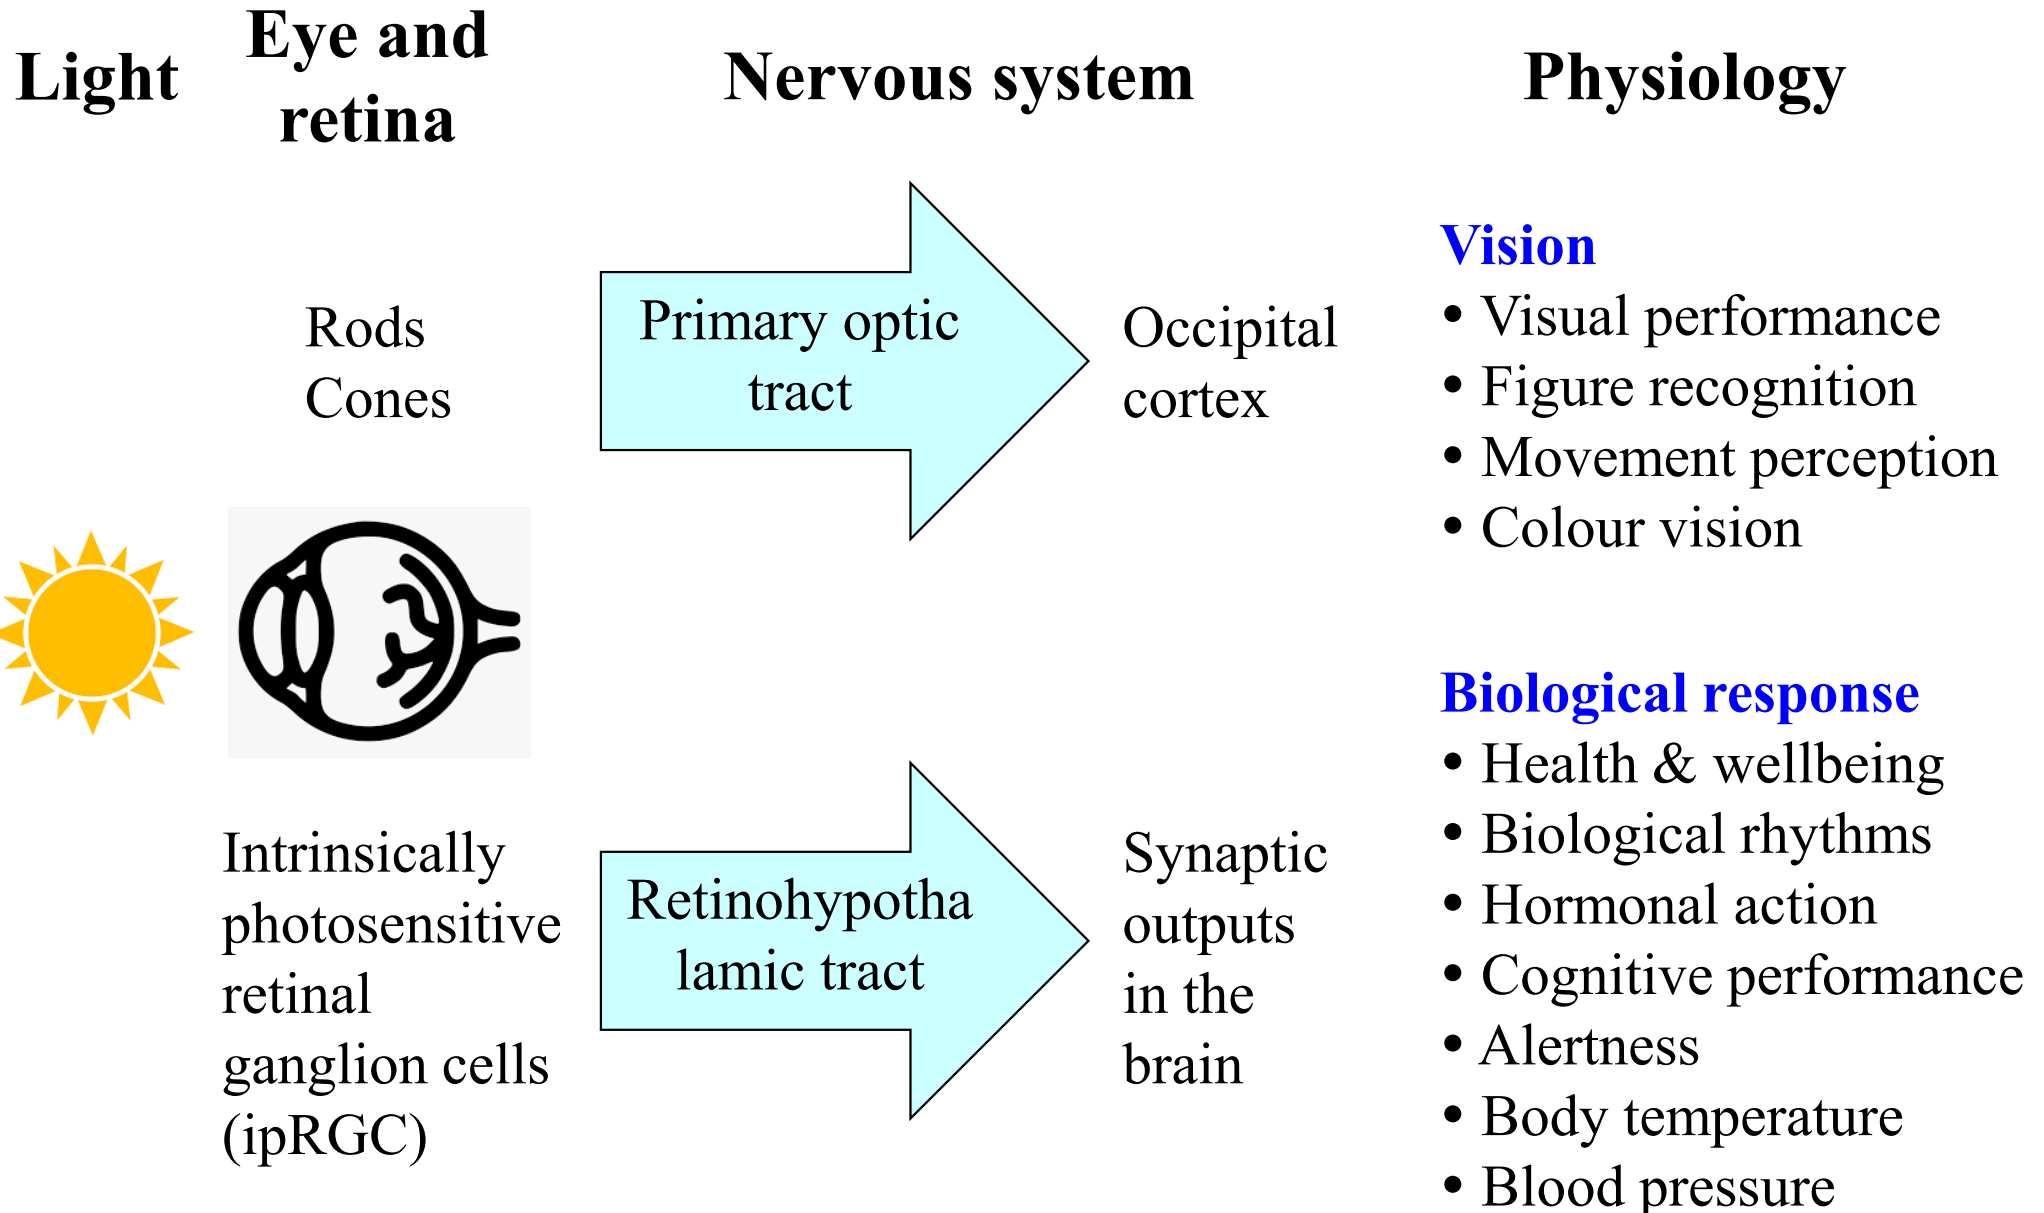 Light
Eye and
retina
Nervous system
Physiology
Rods
Cones
Primary optic
tract
Occipital
cortex
Vision
• Visual performance
• Figure recognition
• Movement perception
• Colour vision
Intrinsically
photosensitive
retinal
ganglion cells
(ipRGC)
Retinohypotha
lamic tract
Synaptic
outputs
in the
brain
Biological response
• Health & wellbeing
• Biological rhythms
• Hormonal action
• Cognitive performance
• Alertness
• Body temperature
• Blood pressure